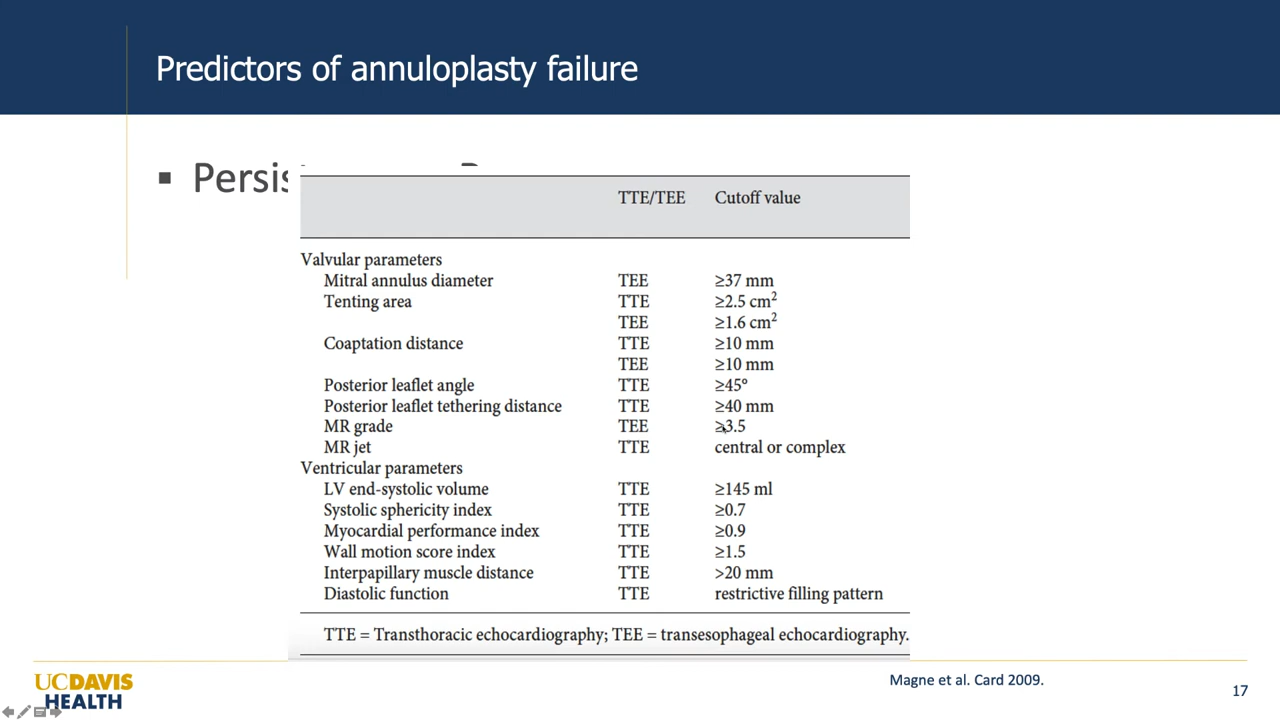 Predictors of annuloplasty failure
▪ Persis
TTE/TEE Cutoff value
Valvular parameters
Mitral annulus diameter TEE ≥37 mm
Tenting area TTE ≥2.5 cm²
TEE ≥1.6 cm²
Coaptation distance TTE ≥10 mm
TEE ≥10 mm
Posterior leaflet angle TTE ≥45°
Posterior leaflet tethering distance TTE ≥40 mm
MR grade TEE ≥3.5
MR jet TTE central or complex
Ventricular parameters
LV end-systolic volume TTE ≥145 ml
Systolic sphericity index TTE ≥0.7
Myocardial performance index TTE ≥0.9
Wall motion score index TTE ≥1.5
Interpapillary muscle distance TTE >20 mm
Diastolic function TTE restrictive filling pattern
TTE = Transthoracic echocardiography; TEE = transesophageal echocardiography.
Magne et al. Card 2009.
UCDAVIS
HEALTH
17